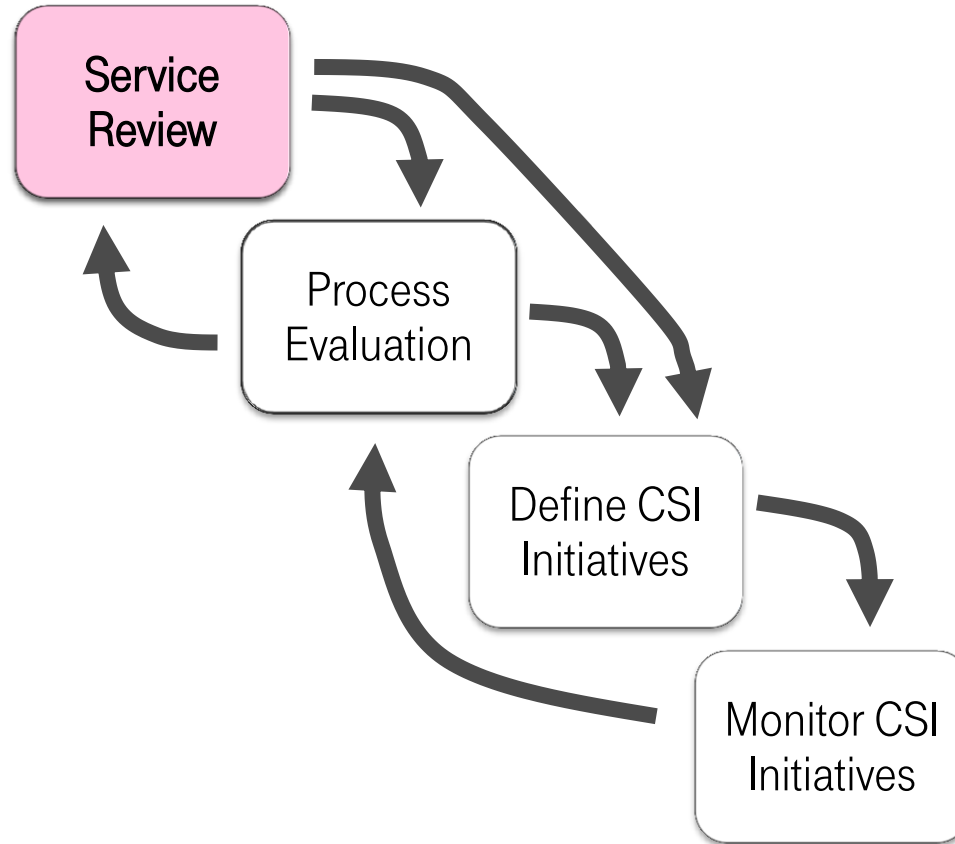 Service
Review
Process
Evaluation
Define CSI
Initiatives
Monitor CSI
Initiatives